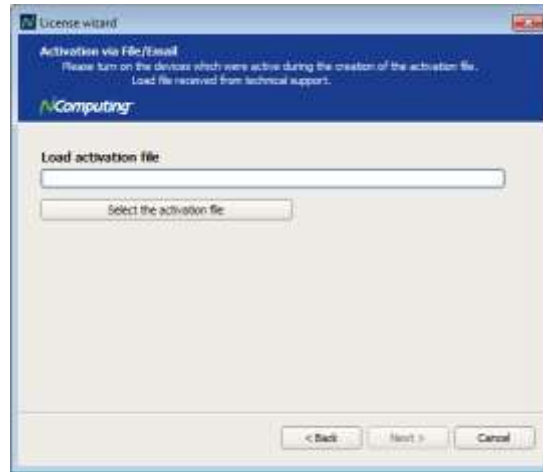 License wizard
Activation via File/Email
Please turn on the devices which were active during the creation of the activation file.
Load file received from technical support.
NComputing
Load activation file
Select the activation file
< Back
Next >
Cancel